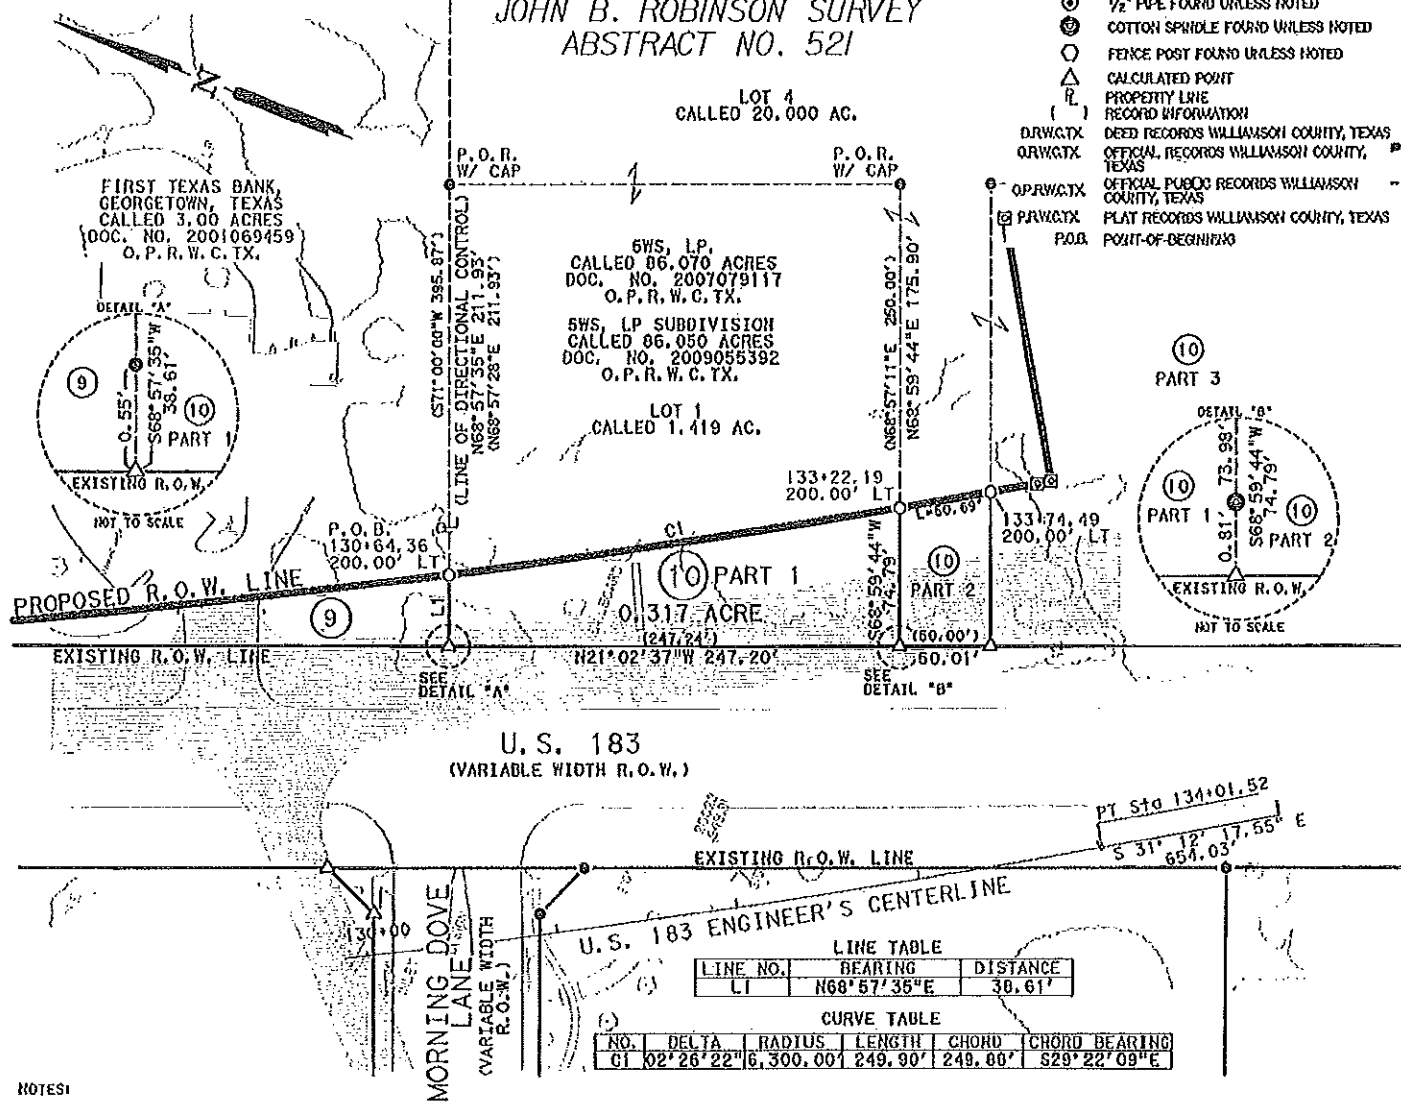 JOHN B. ROBINSON SURVEY
ABSTRACT NO. 521
LOT 4
CALLED 20.000 AC.
1/2" PIPE FOUND UNLESS NOTED
COTTON SPINDLE FOUND UNLESS NOTED
FENCE POST FOUND UNLESS NOTED
CALCULATED POINT
PROPERTY LINE
( ) RECORD INFORMATION
D.R.W.C.TX. DEED RECORDS WILLIAMSON COUNTY, TEXAS
O.R.W.C.TX. OFFICIAL RECORDS WILLIAMSON COUNTY,
TEXAS
O.P.R.W.C.TX. OFFICIAL PUBLIC RECORDS WILLIAMSON
COUNTY, TEXAS
P.R.W.C.TX. PLAT RECORDS WILLIAMSON COUNTY, TEXAS
P.O.B. POINT-OF-BEGINNING
N
FIRST TEXAS BANK,
GEORGETOWN, TEXAS
CALLED 3.00 ACRES
DOC. NO. 2001069459
O.P.R.W.C.TX.
P.O.R.
W/ CAP
P.O.R.
W/ CAP
(S71°00'00"W 395.87')
(LINE OF DIRECTIONAL CONTROL)
N68°57'35"E 211.93'
(N68°57'28"E 211.93')
6WS, LP.
CALLED 86.070 ACRES
DOC. NO. 2007079117
O.P.R.W.C.TX.
5WS, LP SUBDIVISION
CALLED 86.050 ACRES
DOC. NO. 2009055392
O.P.R.W.C.TX.
LOT 1
CALLED 1.419 AC.
(N68°57'11"E 250.00')
N68°59'44"E 175.90'
10
PART 3
DETAIL "A"
9
(0.55')
S68°57'35"W
38.61'
10
PART 1
EXISTING R.O.W.
NOT TO SCALE
DETAIL "B"
10
PART 1
0.81'
73.98'
S68°59'44"W
74.79'
10
PART 2
EXISTING R.O.W.
NOT TO SCALE
P.O.B.
130+64.36
200.00' LT
133+22.19
200.00' LT
L=60.69'
133+74.49
200.00' LT
C1
PROPOSED R.O.W. LINE
9
L1
10 PART 1
0.317 ACRE
S68°59'44"W
74.79'
10
PART 2
(247.24')
N21°02'37"W 247.20'
(60.00')
60.01'
EXISTING R.O.W. LINE
SEE
DETAIL "A"
SEE
DETAIL "B"
U.S. 183
(VARIABLE WIDTH R.O.W.)
PT Sta 134+01.52
S 31° 12' 17.55" E
654.03'
EXISTING R.O.W. LINE
U.S. 183 ENGINEER'S CENTERLINE
130+00
MORNING DOVE
LANE
(VARIABLE WIDTH
R.O.W.)
LINE TABLE
LINE NO. BEARING DISTANCE
L1 N68°57'35"E 38.61'
CURVE TABLE
NO. DELTA RADIUS LENGTH CHORD CHORD BEARING
C1 02°26'22" 6,300.00' 249.90' 249.88' S29°22'09"E
NOTES: